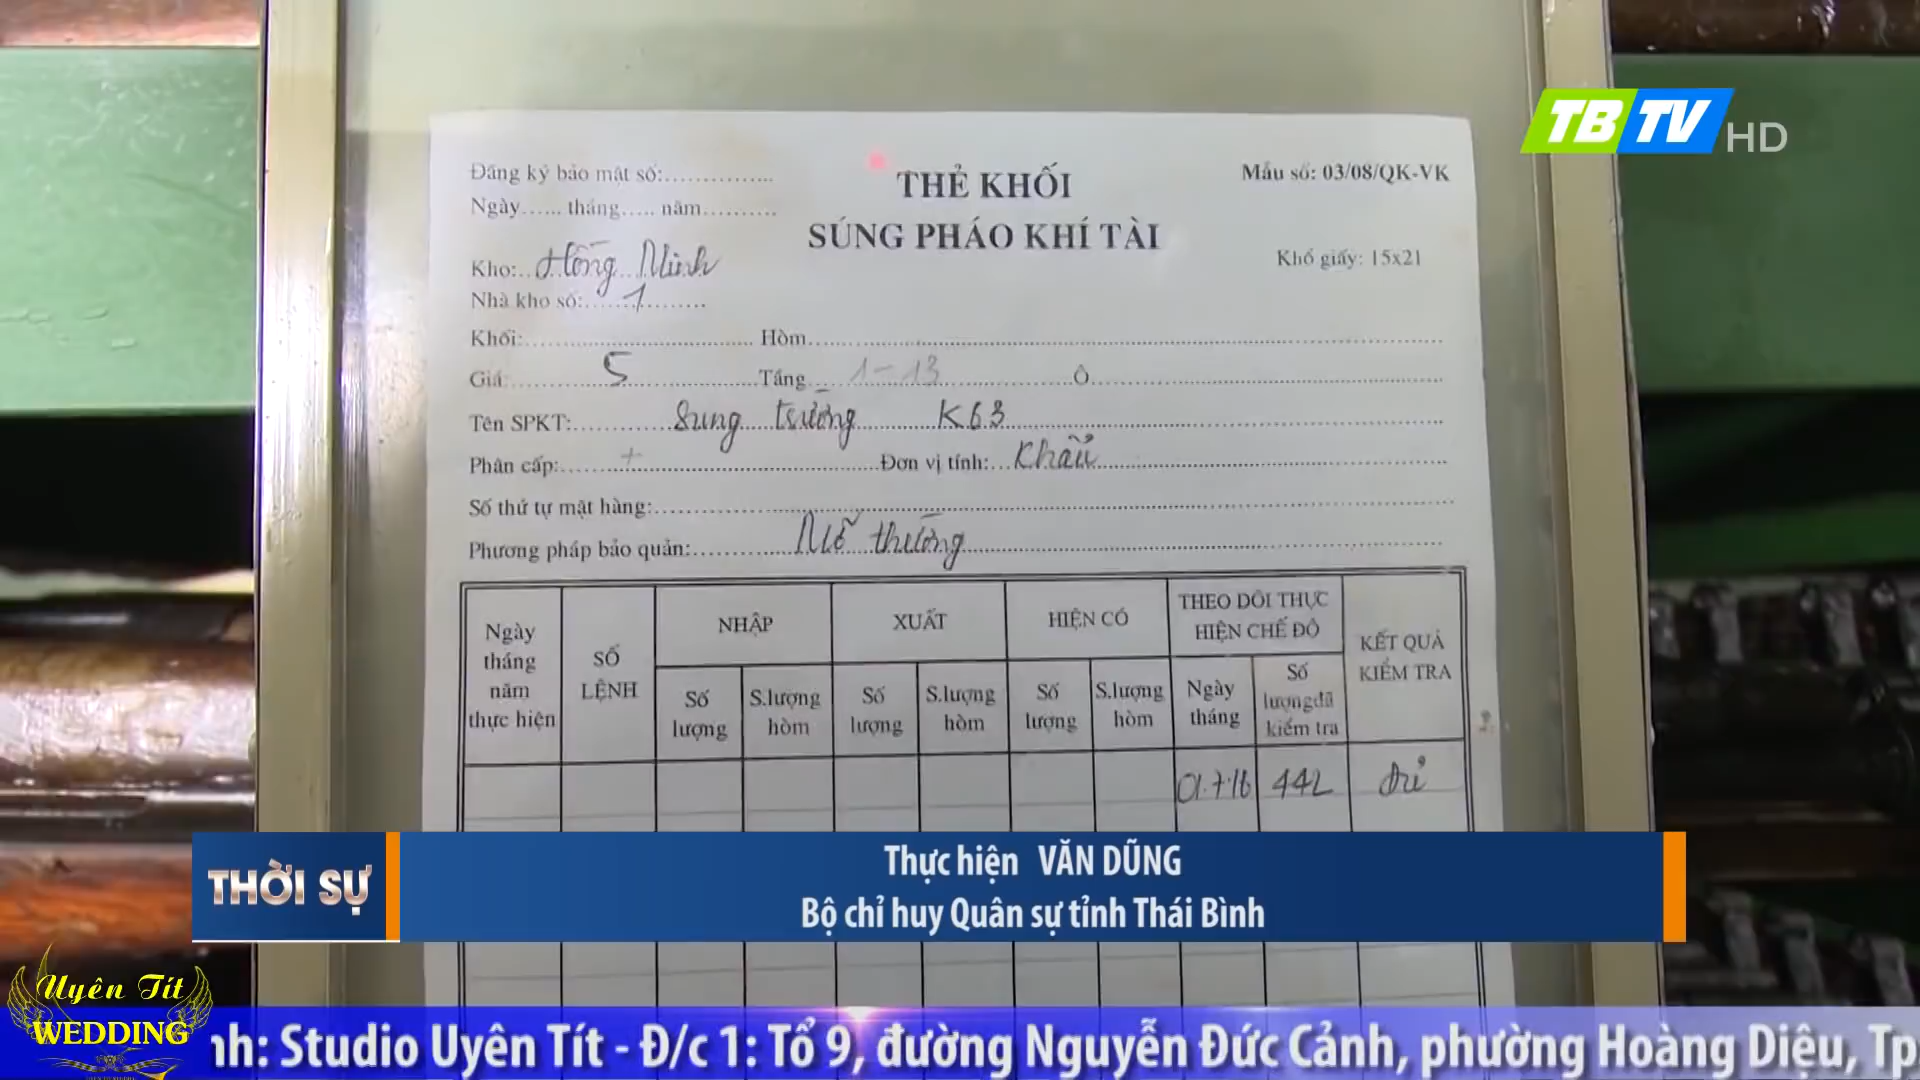 TBTV HD
Đăng ký bảo mật số:...............
Ngày...... tháng..... năm..........
THẺ KHỐI
SÚNG PHÁO KHÍ TÀI
Mẫu số: 03/08/QK-VK
Khổ giấy: 15x21
Kho: Hồng Minh
Nhà kho số: 1
Khối: Hòm
Giá: 5 Tầng 1-13 Ô
Tên SPKT: Sung trường K63
Phân cấp: + Đơn vị tính: Khẩu
Số thứ tự mặt hàng:
Phương pháp bảo quản: Mỡ thường
Ngày tháng năm thực hiện
SỐ LỆNH
NHẬP
XUẤT
HIỆN CÓ
THEO DÕI THỰC HIỆN CHẾ ĐỘ
KẾT QUẢ KIỂM TRA
Số lượng
S.lượng hòm
Số lượng
S.lượng hòm
Số lượng
S.lượng hòm
Ngày tháng
Số lượng đã kiểm tra
01.7.16 442 đủ
THỜI SỰ
Thực hiện VĂN DŨNG
Bộ chỉ huy Quân sự tỉnh Thái Bình
Uyên Tít
WEDDING
nh: Studio Uyên Tít - Đ/c 1: Tổ 9, đường Nguyễn Đức Cảnh, phường Hoàng Diệu, Tp